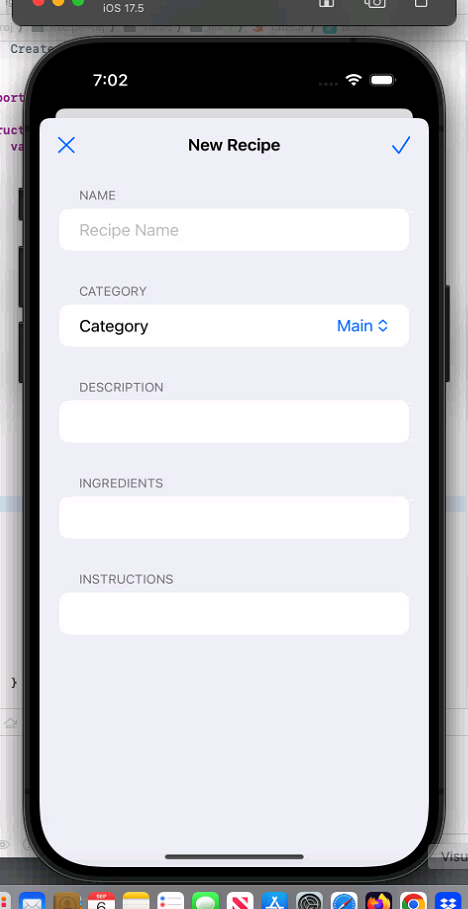 iOS 17.5
Create
port
ruct
va
7:02
New Recipe
NAME
Recipe Name
CATEGORY
Category Main
DESCRIPTION
INGREDIENTS
INSTRUCTIONS
}
Visu
6